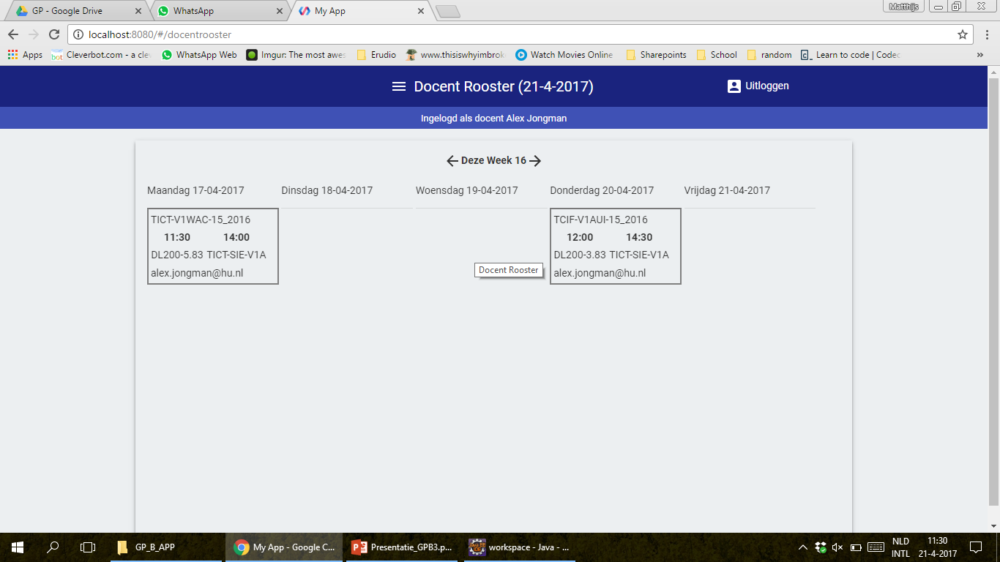 GP - Google Drive
WhatsApp
My App
Matthijs
localhost:8080/#/docentrooster
Apps
bot
Cleverbot.com - a clev
WhatsApp Web
Imgur: The most awes
Erudio
www.thisiswhyimbrok
Watch Movies Online
Sharepoints
School
random
Learn to code | Codec
Docent Rooster (21-4-2017)
Uitloggen
Ingelogd als docent Alex Jongman
Deze Week 16
Maandag 17-04-2017
Dinsdag 18-04-2017
Woensdag 19-04-2017
Donderdag 20-04-2017
Vrijdag 21-04-2017
TICT-V1WAC-15_2016
11:30 14:00
DL200-5.83 TICT-SIE-V1A
alex.jongman@hu.nl
TCIF-V1AUI-15_2016
12:00 14:30
DL200-3.83 TICT-SIE-V1A
alex.jongman@hu.nl
Docent Rooster
GP_B_APP
My App - Google C...
Presentatie_GPB3.p...
workspace - Java - ...
NLD
INTL
11:30
21-4-2017